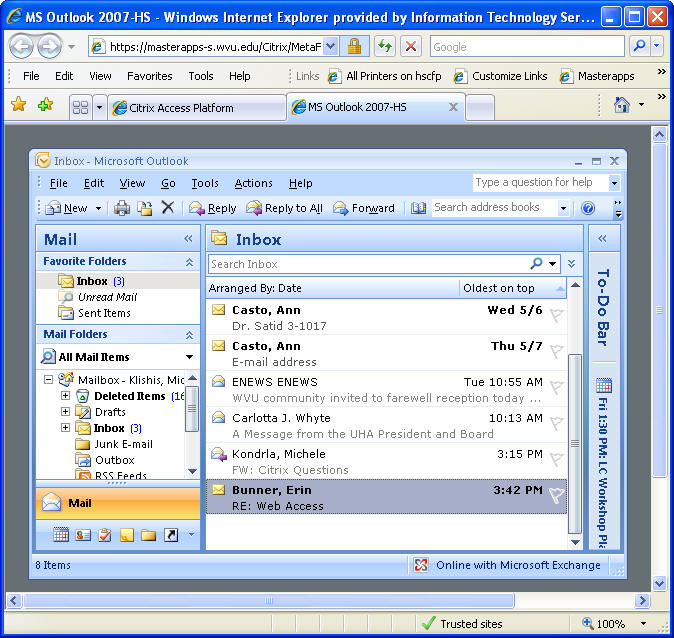 MS Outlook 2007-HS - Windows Internet Explorer provided by Information Technology Ser...
https://masterapps-s.wvu.edu/Citrix/MetaF
Google
File Edit View Favorites Tools Help
Links All Printers on hscfp Customize Links Masterapps
Citrix Access Platform
MS Outlook 2007-HS
Inbox - Microsoft Outlook
File Edit View Go Tools Actions Help
Type a question for help
New Reply Reply to All Forward Search address books
Mail
Favorite Folders
Inbox (3)
Unread Mail
Sent Items
Mail Folders
All Mail Items
Mailbox - Klishis, Mic
Deleted Items (16
Drafts
Inbox (3)
Junk E-mail
Outbox
RSS Feeds
Mail
Inbox
Search Inbox
Arranged By: Date Oldest on top
Casto, Ann Wed 5/6
Dr. Satid 3-1017
Casto, Ann Thu 5/7
E-mail address
ENEWS ENEWS Tue 10:55 AM
WVU community invited to farewell reception today ...
Carlotta J. Whyte 10:13 AM
A Message from the UHA President and Board
Kondrla, Michele 3:15 PM
FW: Citrix Questions
Bunner, Erin 3:42 PM
RE: Web Access
To-Do Bar
Fri 1:30 PM: LC Workshop Pla
8 Items
Online with Microsoft Exchange
Trusted sites
100%